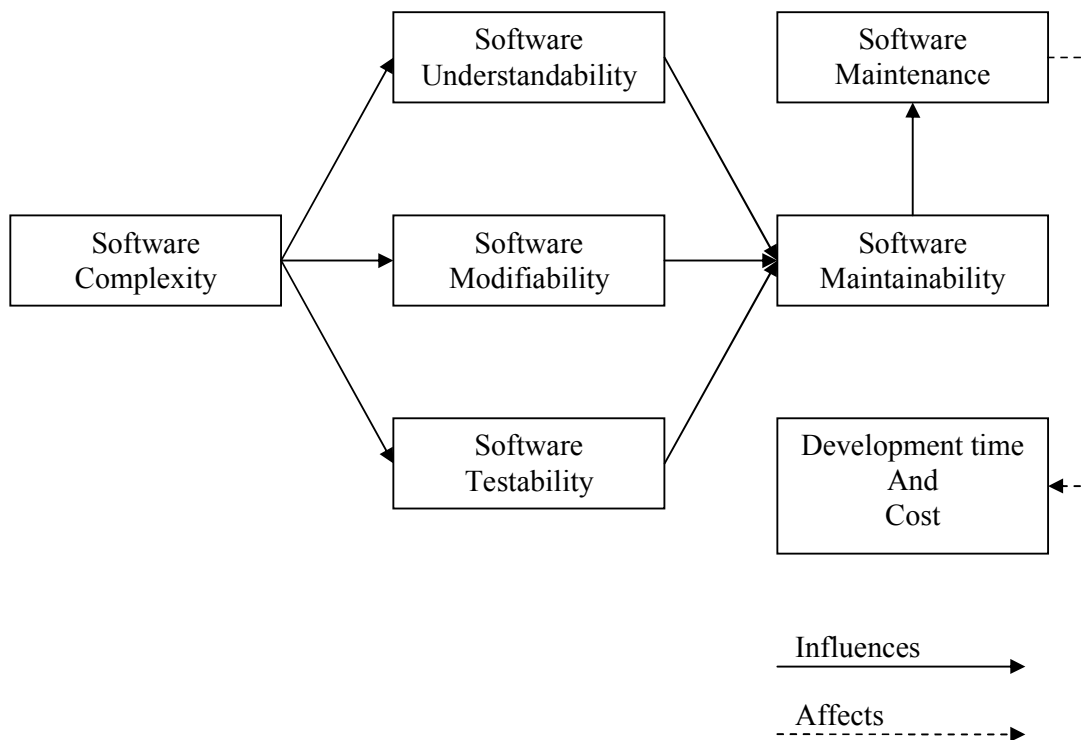 Software
Understandability
Software
Maintenance
Software
Complexity
Software
Modifiability
Software
Maintainability
Software
Testability
Development time
And
Cost
Influences
Affects